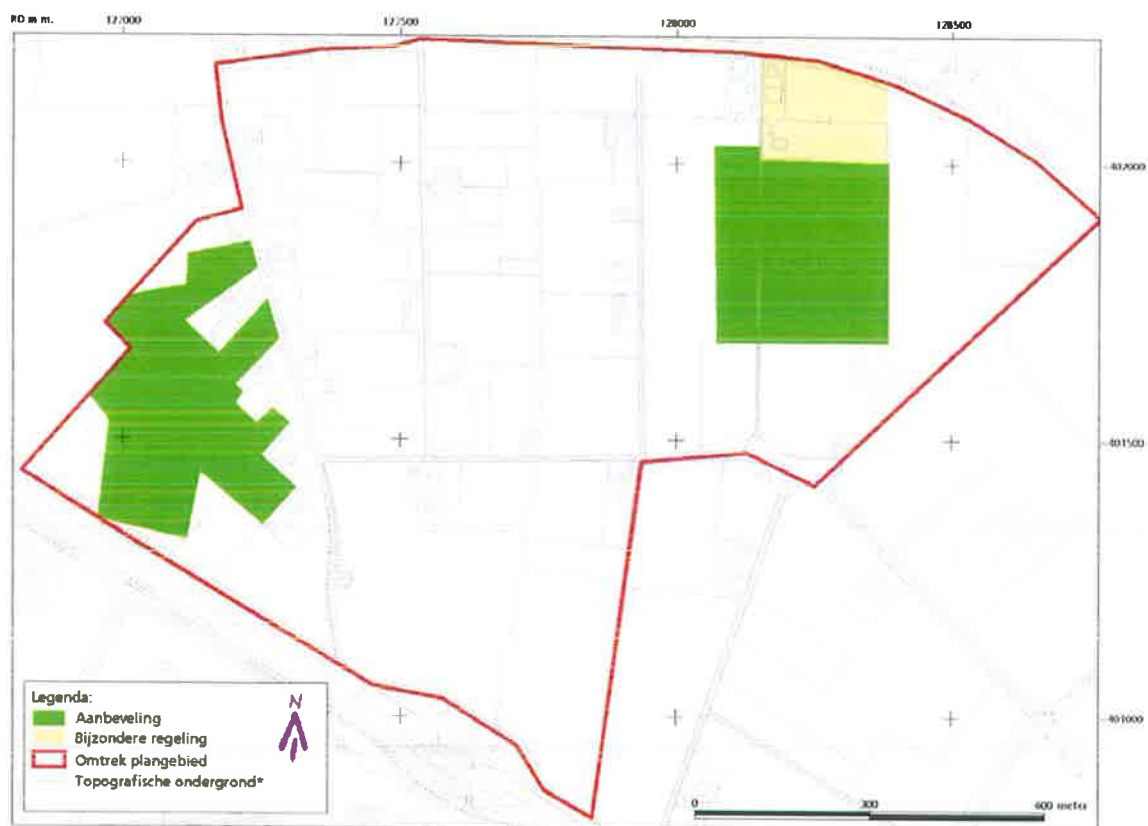 RD in m. 127000 127500 128000 128500
402000
401500
401000
Legenda:
N
Aanbeveling
Bijzondere regeling
Omtrek plangebied
Topografische ondergrond*
0 300 600 meter